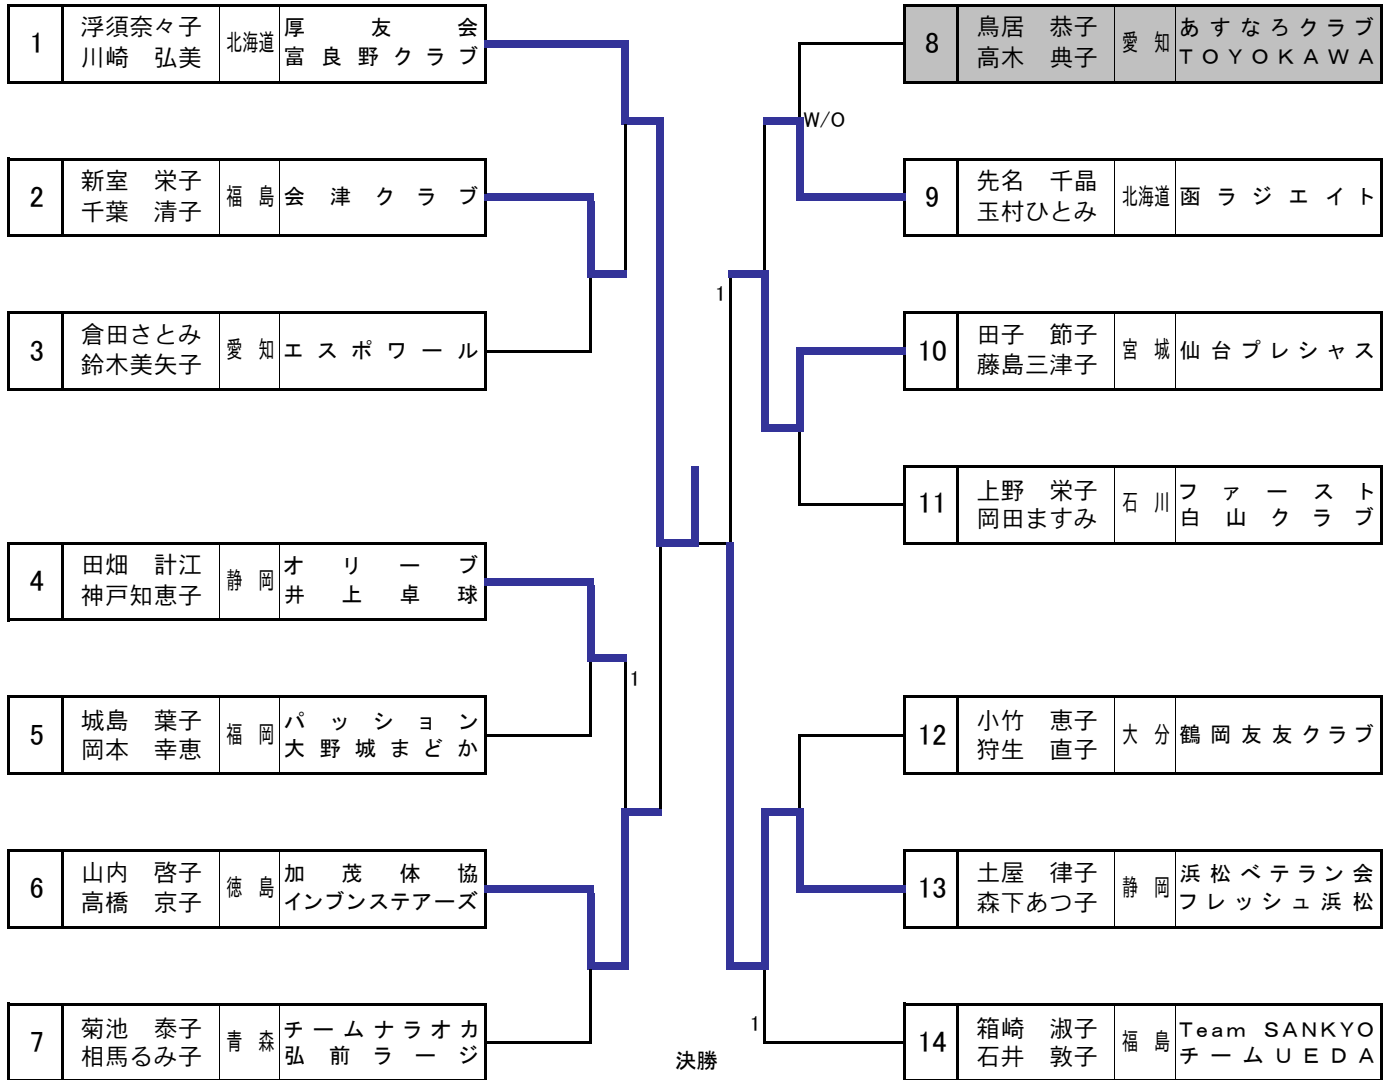 1
浮須奈々子
川崎　弘美
北海道
厚友会
富良野クラブ
2
新室　栄子
千葉　清子
福島
会津クラブ
3
倉田さとみ
鈴木美矢子
愛知
エスポワール
4
田畑　計江
神戸知恵子
静岡
オリーブ
井上卓球
5
城島　葉子
岡本　幸恵
福岡
パッション
大野城まどか
6
山内　啓子
高橋　京子
徳島
加茂体協
インブンステアーズ
7
菊池　泰子
相馬るみ子
青森
チームナラオカ
弘前ラージ
1
8
鳥居　恭子
高木　典子
愛知
あすなろクラブ
TOYOKAWA
W/O
9
先名　千晶
玉村ひとみ
北海道
函ラジエイト
1
10
田子　節子
藤島三津子
宮城
仙台プレシャス
11
上野　栄子
岡田ますみ
石川
ファースト
白山クラブ
12
小竹　恵子
狩生　直子
大分
鶴岡友友クラブ
13
土屋　律子
森下あつ子
静岡
浜松ベテラン会
フレッシュ浜松
1
14
箱崎　淑子
石井　敦子
福島
Team SANKYO
チームUEDA
決勝